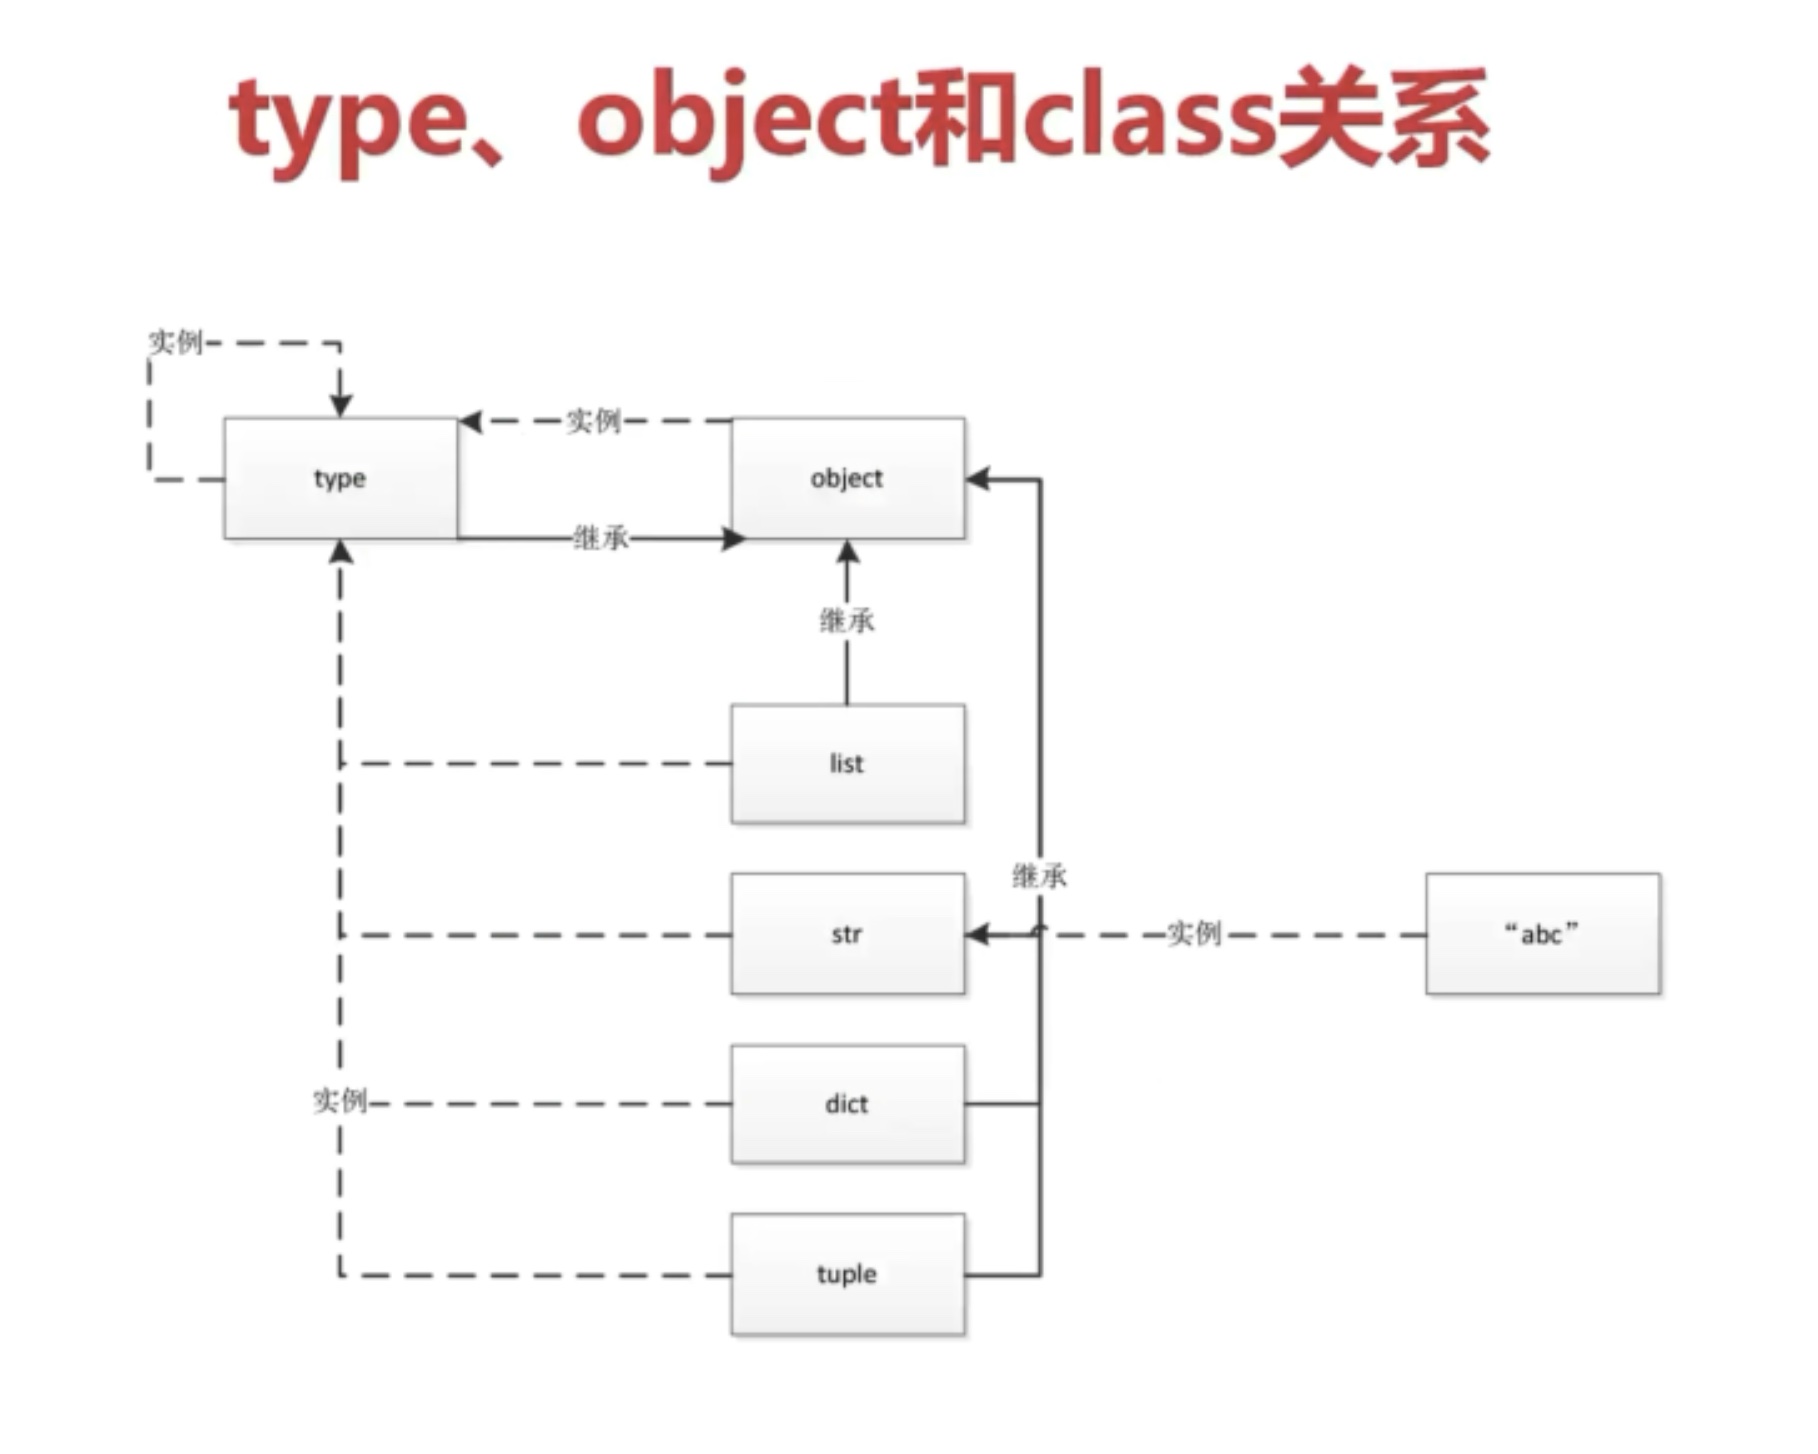 type、object和class关系
实例
实例
type
object
继承
继承
list
继承
str
实例
“abc”
实例
dict
tuple